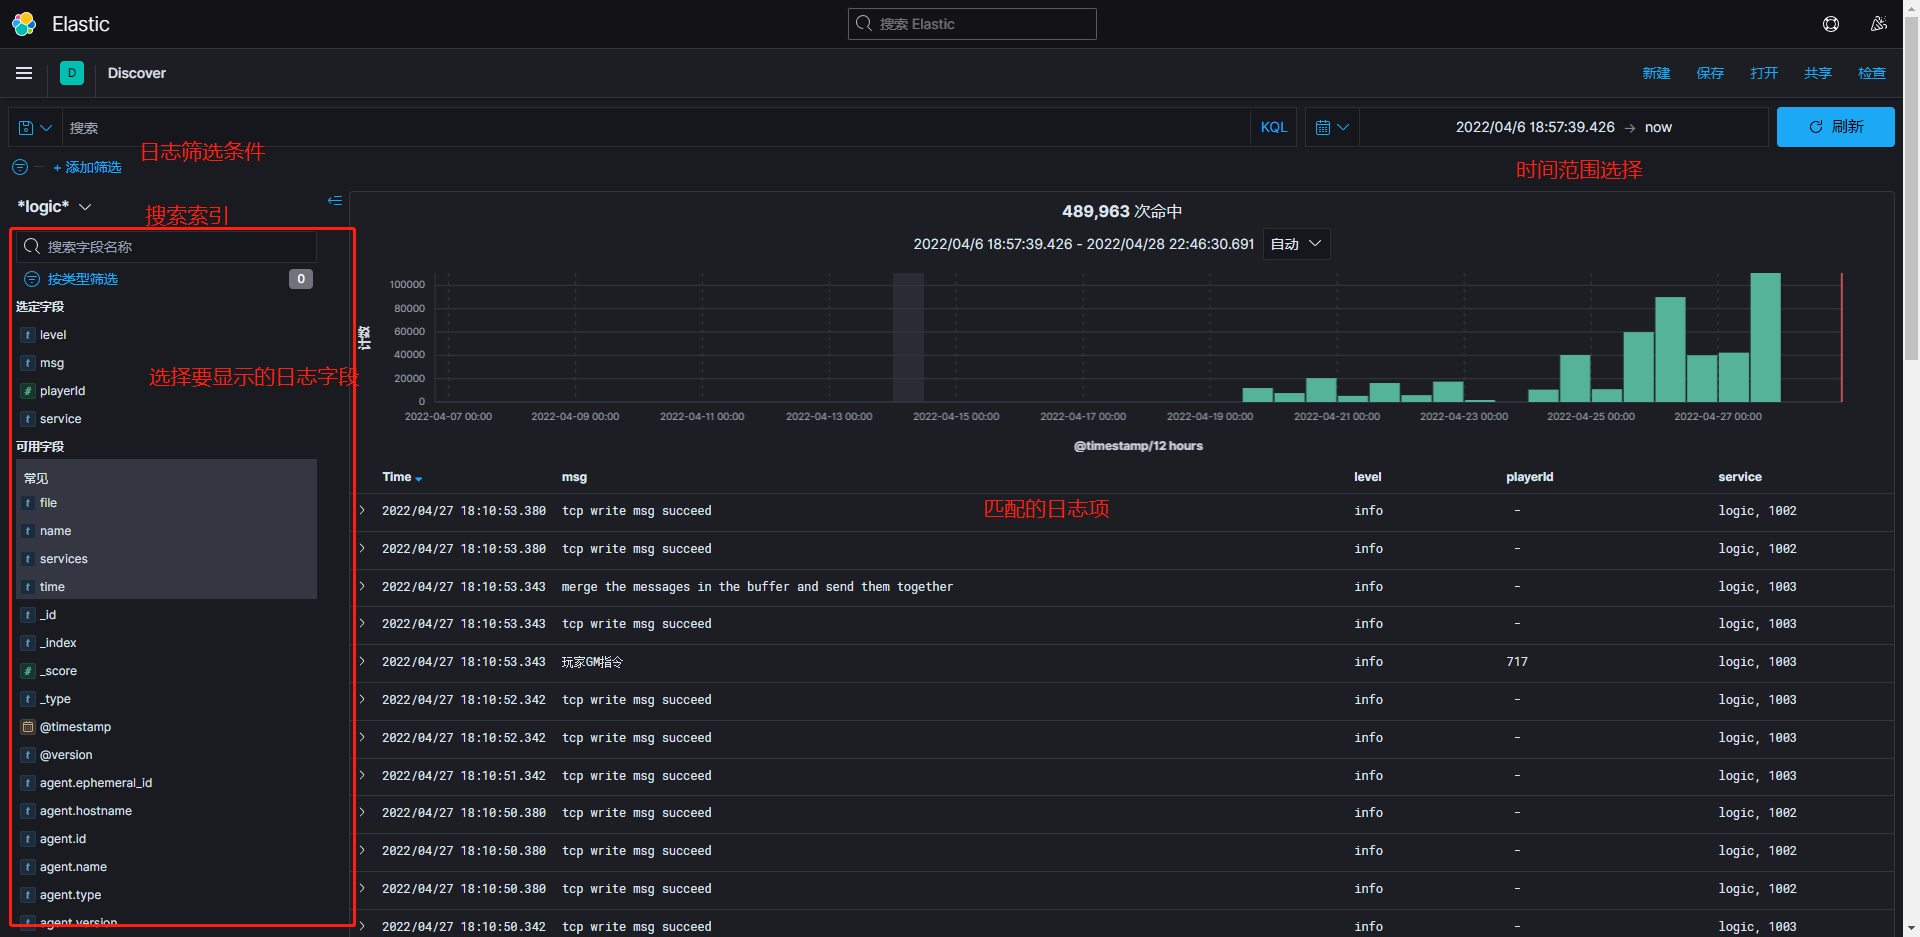 Elastic
搜索 Elastic
D
Discover
新建
保存
打开
共享
检查
搜索
KQL
2022/04/6 18:57:39.426 → now
刷新
日志筛选条件
+ 添加筛选
时间范围选择
*logic*
搜索索引
搜索字段名称
按类型筛选
0
选定字段
t level
t msg
选择要显示的日志字段
# playerId
t service
可用字段
常见
t file
t name
t services
t time
t _id
t _index
# _score
t _type
@timestamp
t @version
t agent.ephemeral_id
t agent.hostname
t agent.id
t agent.name
t agent.type
t agent.version
489,963 次命中
2022/04/6 18:57:39.426 - 2022/04/28 22:46:30.691
自动
计数
100000
80000
60000
40000
20000
0
2022-04-07 00:00
2022-04-09 00:00
2022-04-11 00:00
2022-04-13 00:00
2022-04-15 00:00
2022-04-17 00:00
2022-04-19 00:00
2022-04-21 00:00
2022-04-23 00:00
2022-04-25 00:00
2022-04-27 00:00
@timestamp/12 hours
Time msg level playerId service
匹配的日志项
2022/04/27 18:10:53.380 tcp write msg succeed info - logic, 1002
2022/04/27 18:10:53.380 tcp write msg succeed info - logic, 1002
2022/04/27 18:10:53.343 merge the messages in the buffer and send them together info - logic, 1003
2022/04/27 18:10:53.343 tcp write msg succeed info - logic, 1003
2022/04/27 18:10:53.343 玩家GM指令 info 717 logic, 1003
2022/04/27 18:10:52.342 tcp write msg succeed info - logic, 1003
2022/04/27 18:10:52.342 tcp write msg succeed info - logic, 1003
2022/04/27 18:10:51.342 tcp write msg succeed info - logic, 1003
2022/04/27 18:10:50.380 tcp write msg succeed info - logic, 1002
2022/04/27 18:10:50.380 tcp write msg succeed info - logic, 1002
2022/04/27 18:10:50.380 tcp write msg succeed info - logic, 1002
2022/04/27 18:10:50.342 tcp write msg succeed info - logic, 1003